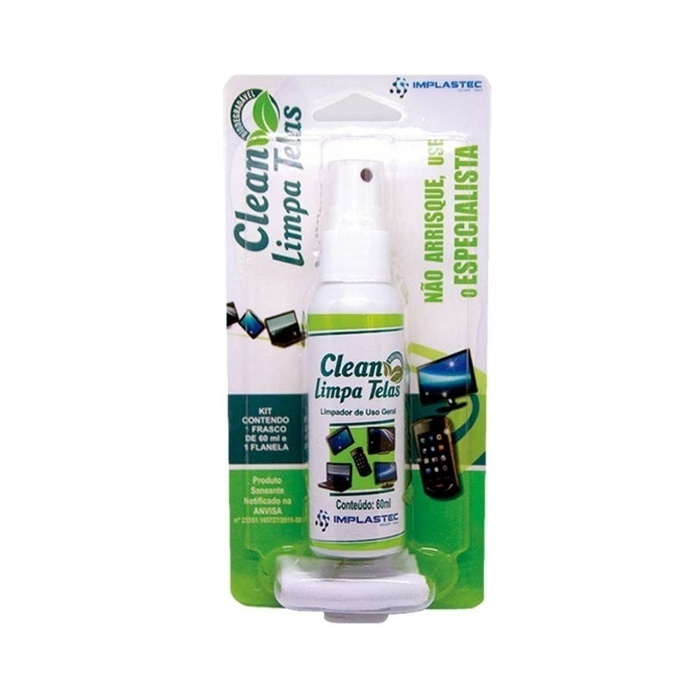 IMPLASTEC
BIODEGRADÁVEL
Clean
Limpa Telas
NÃO ARRISQUE, USE
O ESPECIALISTA
Clean
Limpa Telas
Limpador de Uso Geral
Conteúdo: 60ml
IMPLASTEC
KIT
CONTENDO
1 FRASCO
DE 60 ml e
1 FLANELA
Produto
Saneante
Notificado na
ANVISA